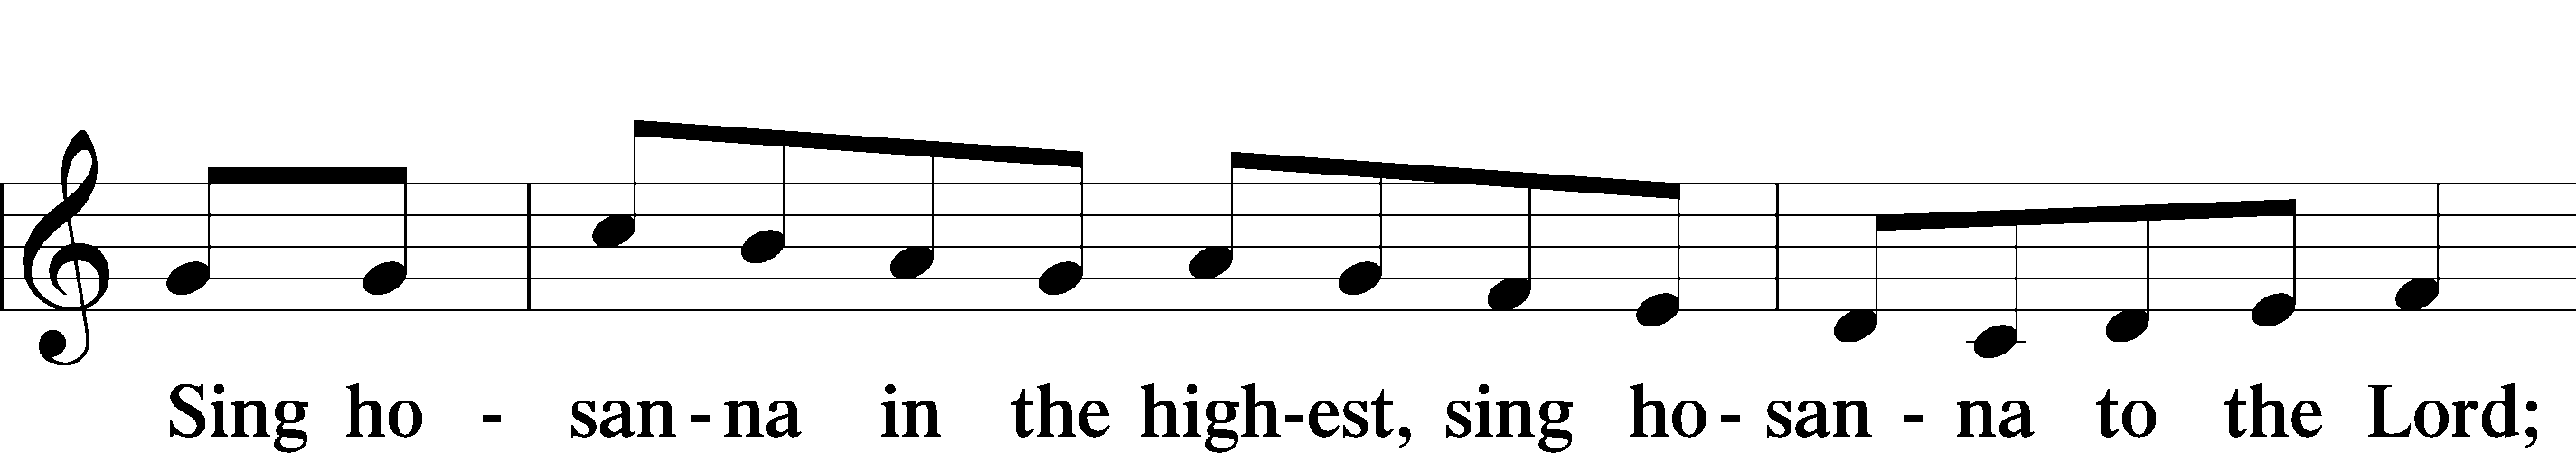 Sing ho - san - na in the high-est, sing ho - san - na to the Lord;